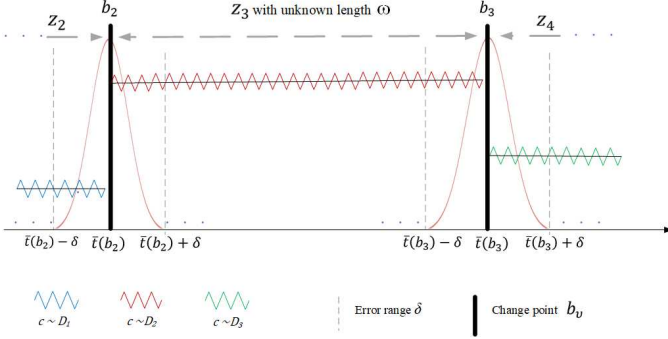 z₂ b₂ z₃ with unknown length ω b₃ z₄
t̄(b₂) − δ t̄(b₂) t̄(b₂) + δ t̄(b₃) − δ t̄(b₃) t̄(b₃) + δ
c ~ D₁ c ~ D₂ c ~ D₃ Error range δ Change point bᵥ